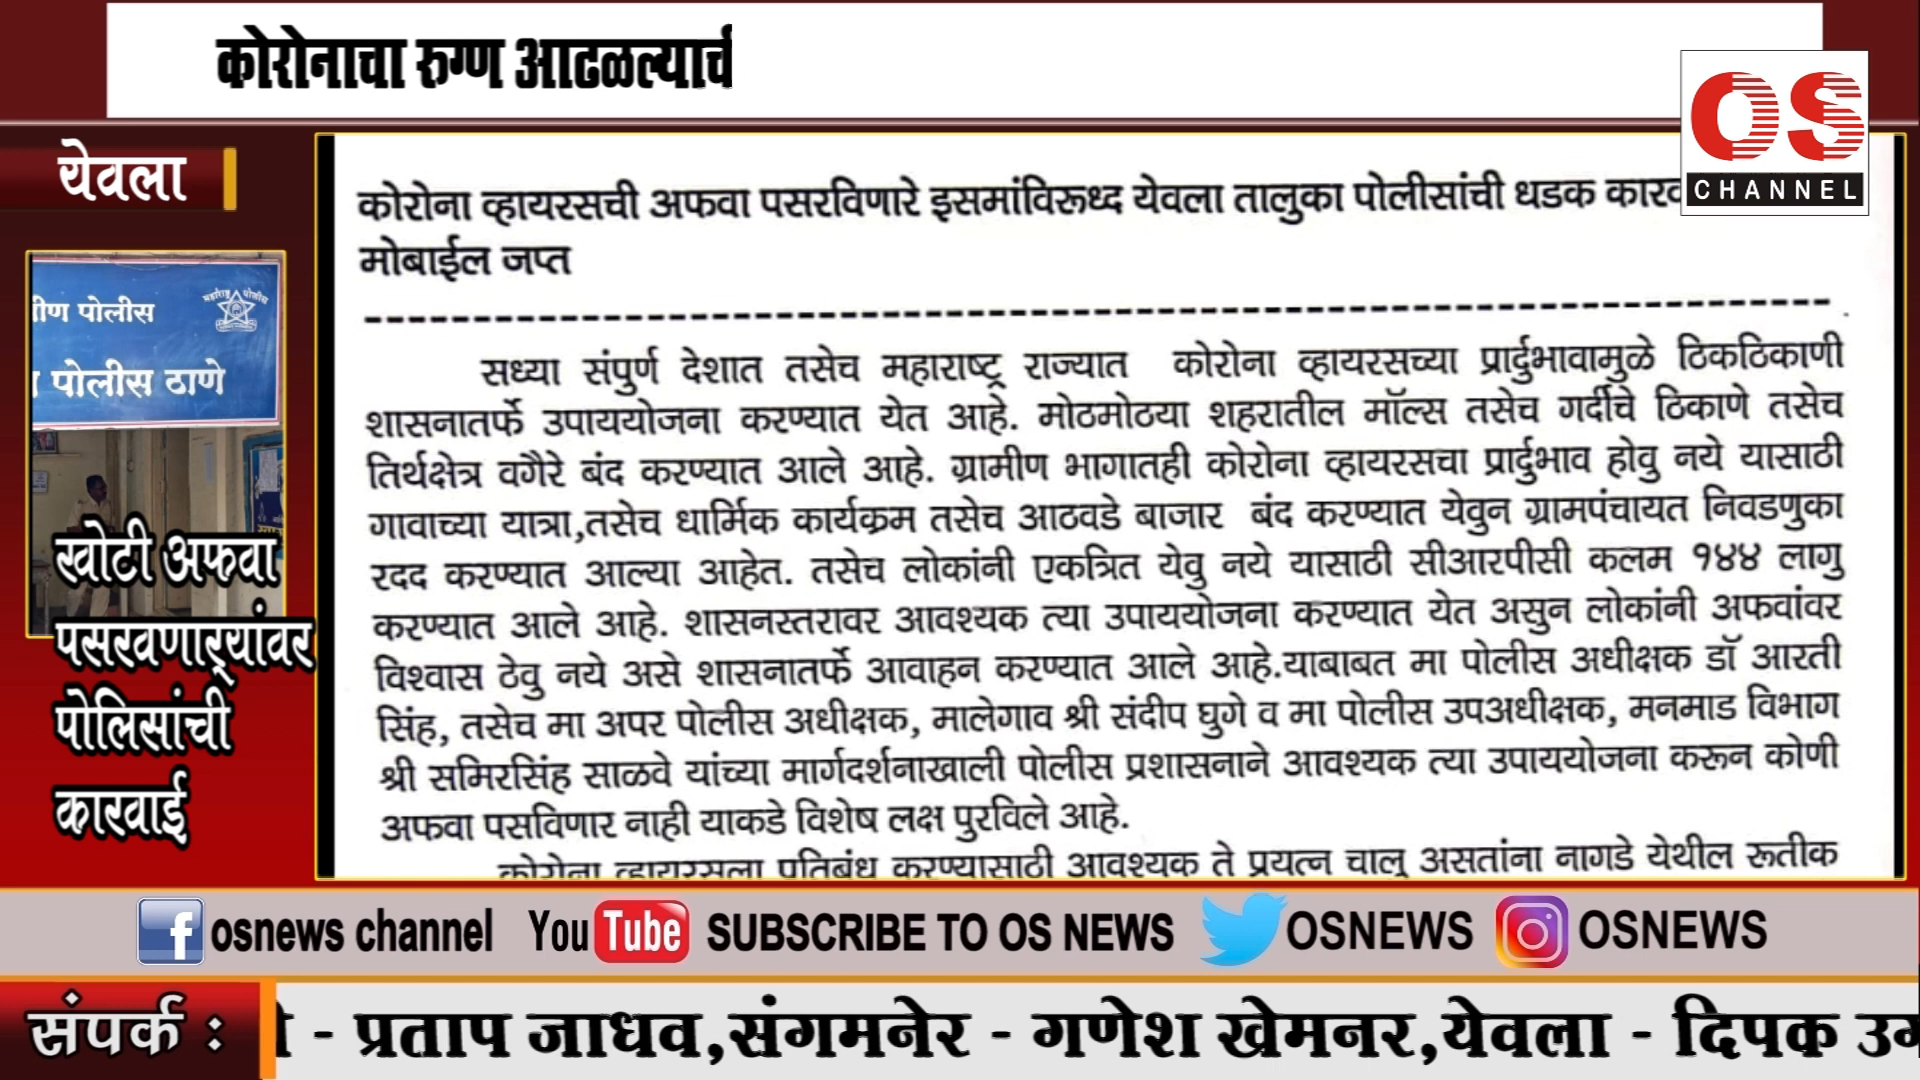 कोरोनाचा रुग्ण आढळल्याची
OS
CHANNEL
येवला
कोरोना व्हायरसची अफवा पसरविणारे इसमांविरूध्द येवला तालुका पोलीसांची धडक
मोबाईल जप्त
सध्या संपुर्ण देशात तसेच महाराष्ट्र राज्यात कोरोना व्हायरसच्या प्रार्दुभावामुळे ठिकठिकाणी
शासनातर्फे उपाययोजना करण्यात येत आहे. मोठमोठया शहरातील मॉल्स तसेच गर्दीचे ठिकाणे तसेच
तिर्थक्षेत्र वगैरे बंद करण्यात आले आहे. ग्रामीण भागातही कोरोना व्हायरसचा प्रार्दुभाव होवु नये यासाठी
गावाच्या यात्रा,तसेच धार्मिक कार्यक्रम तसेच आठवडे बाजार बंद करण्यात येवुन ग्रामपंचायत निवडणुका
रदद करण्यात आल्या आहेत. तसेच लोकांनी एकत्रित येवु नये यासाठी सीआरपीसी कलम १४४ लागु
करण्यात आले आहे. शासनस्तरावर आवश्यक त्या उपाययोजना करण्यात येत असुन लोकांनी अफवांवर
विश्वास ठेवु नये असे शासनातर्फे आवाहन करण्यात आले आहे.याबाबत मा पोलीस अधीक्षक डॉ आरती
सिंह, तसेच मा अपर पोलीस अधीक्षक, मालेगाव श्री संदीप घुगे व मा पोलीस उपअधीक्षक, मनमाड विभाग
श्री समिरसिंह साळवे यांच्या मार्गदर्शनाखाली पोलीस प्रशासनाने आवश्यक त्या उपाययोजना करून कोणी
अफवा पसविणार नाही याकडे विशेष लक्ष पुरविले आहे.
कोरोना व्हायरसला प्रतिबंध करण्यासाठी आवश्यक ते प्रयत्न चालु असतांना नागडे येथील रूतीक
महाराष्ट्र पोलीस
पोलीस
पोलीस ठाणे
खोटी अफवा
पसरवणाऱ्यांवर
पोलिसांची
कारवाई
f osnews channel You Tube SUBSCRIBE TO OS NEWS OSNEWS OSNEWS
संपर्क : - प्रताप जाधव,संगमनेर - गणेश खेमनर,येवला - दिपक